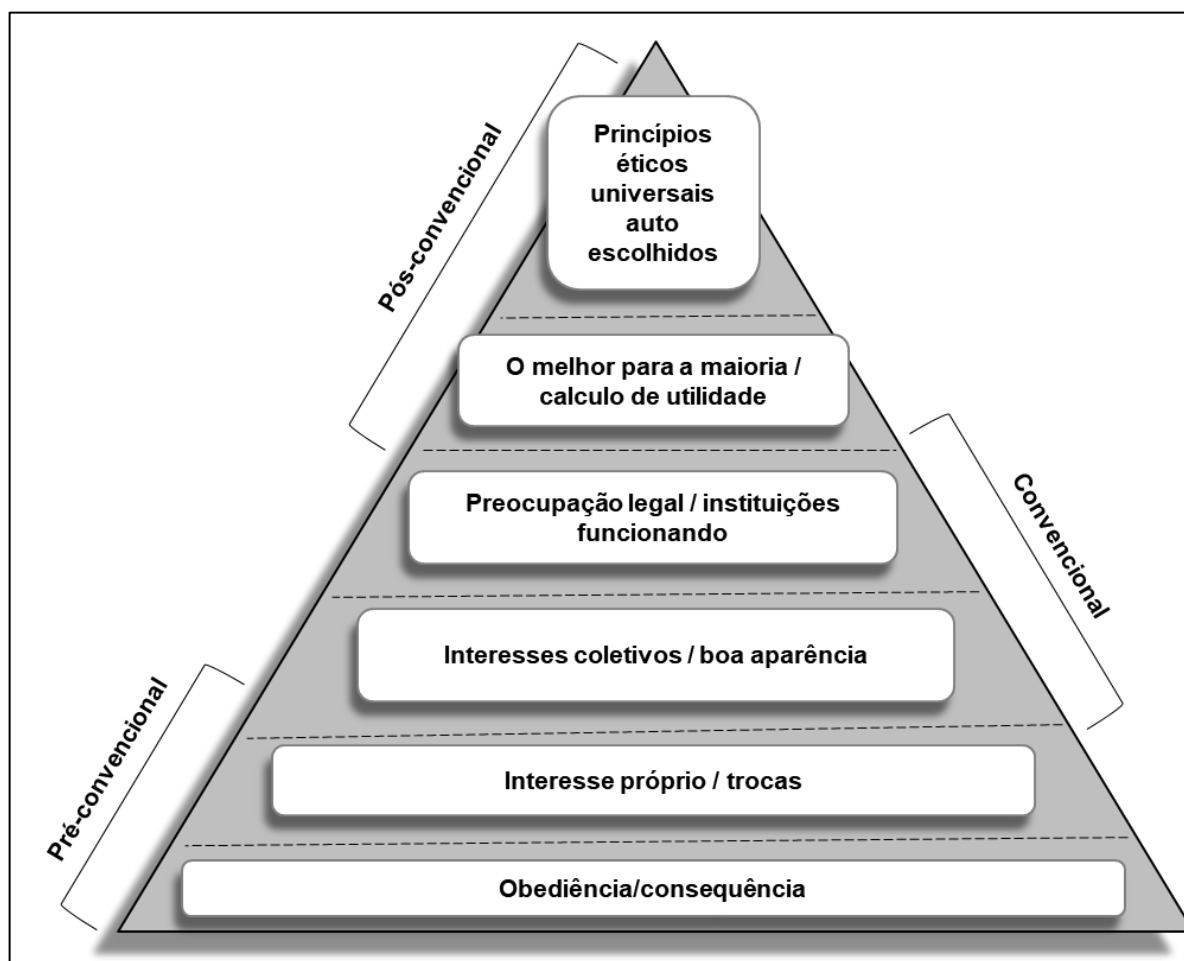 Princípios
éticos
universais
auto
escolhidos
Pós-convencional
O melhor para a maioria /
calculo de utilidade
Preocupação legal / instituições
funcionando
Convencional
Interesses coletivos / boa aparência
Pré-convencional
Interesse próprio / trocas
Obediência/consequência